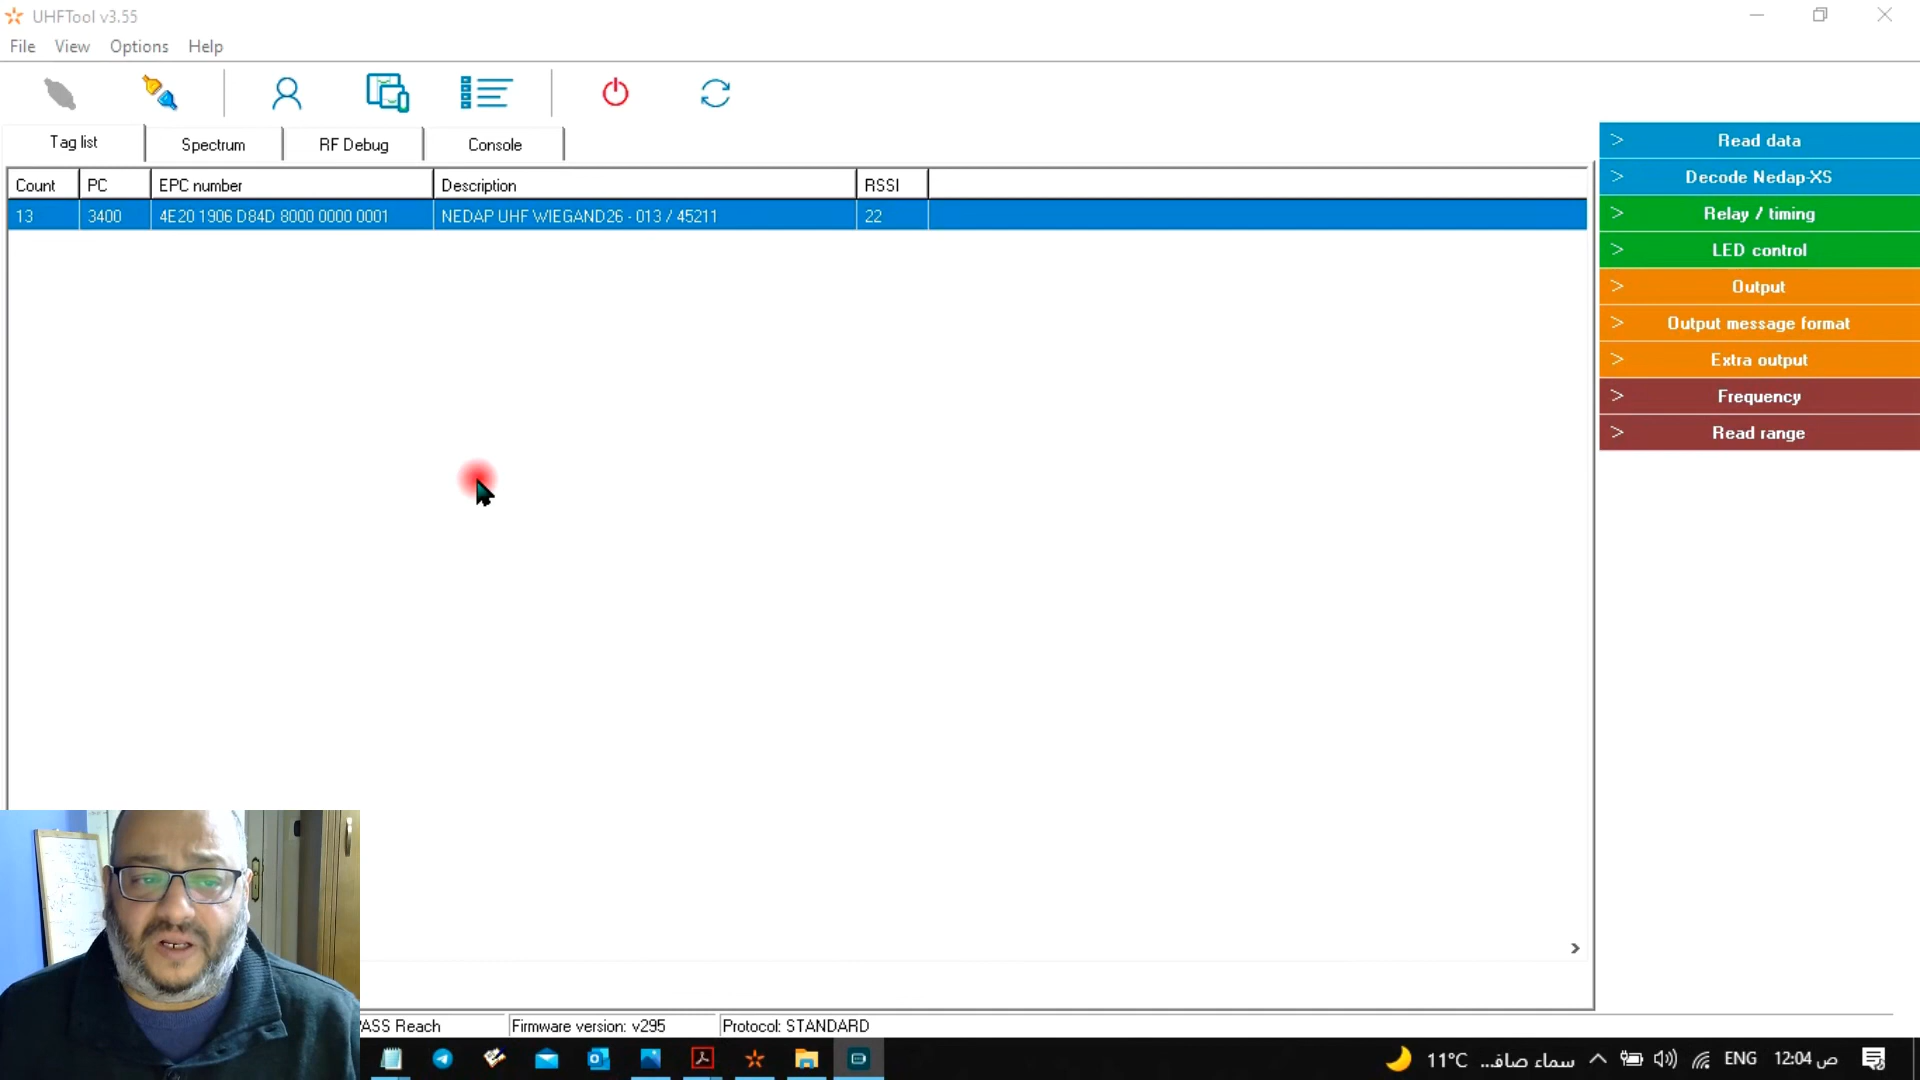 UHFTool v3.55
File View Options Help
Tag list Spectrum RF Debug Console
Count PC EPC number Description RSSI
13 3400 4E20 1906 D84D 8000 0000 0001 NEDAP UHF WIEGAND26 - 013 / 45211 22
> Read data
> Decode Nedap-XS
> Relay / timing
> LED control
> Output
> Output message format
> Extra output
> Frequency
> Read range
PASS Reach Firmware version: v295 Protocol: STANDARD
11°C سماء صافـ... ENG 12:04 ص